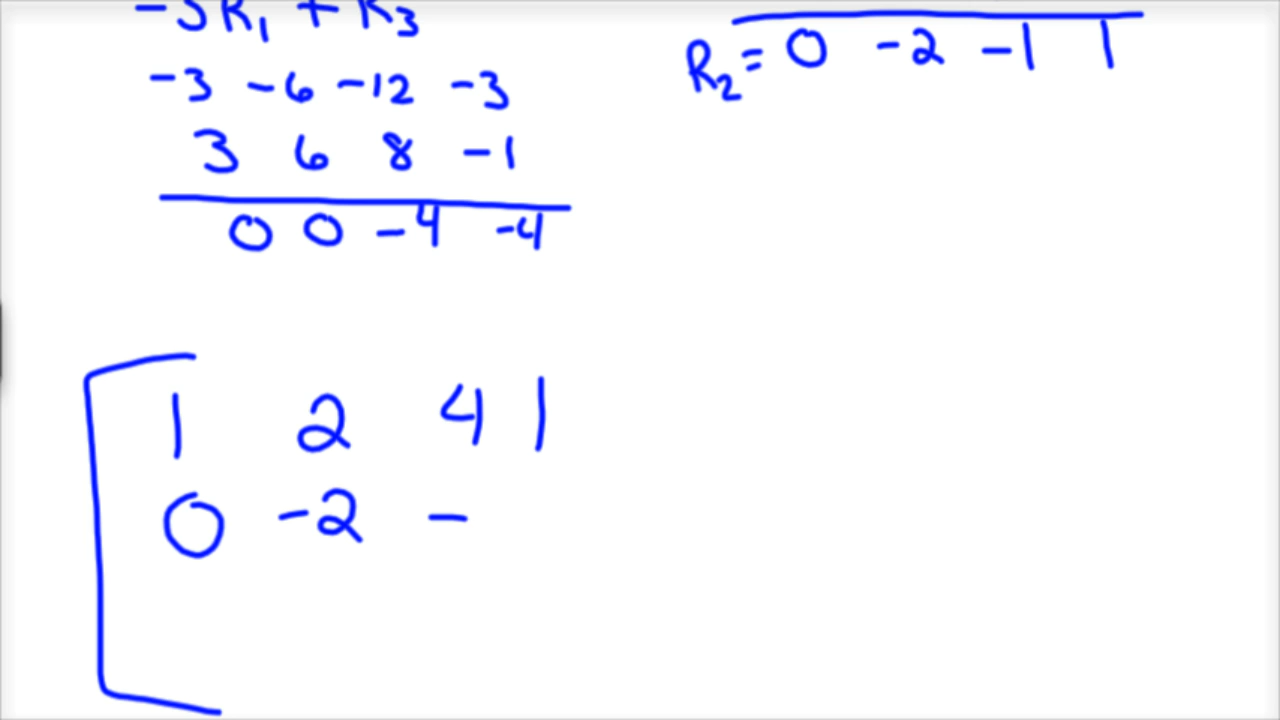 -3R₁ + R₃
-3 -6 -12 -3
3 6 8 -1
0 0 -4 -4
R₂= 0 -2 -1 1
1 2 4 1
0 -2 -